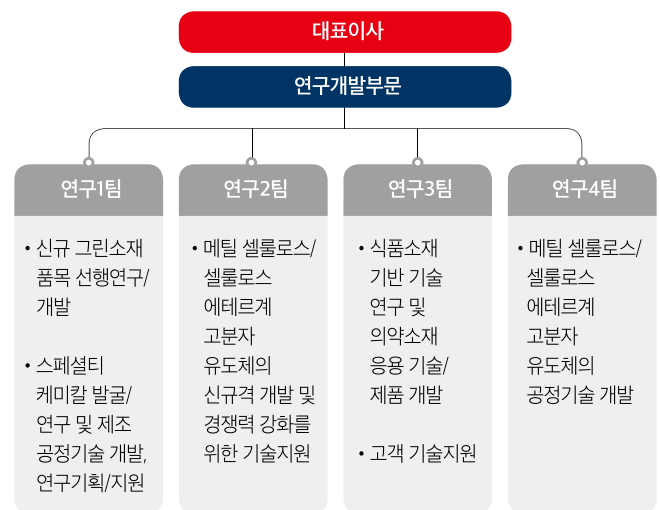 대표이사
연구개발부문
연구1팀
• 신규 그린소재
품목 선행연구/
개발
• 스페셜티
케미칼 발굴/
연구 및 제조
공정기술 개발,
연구기획/지원
연구2팀
• 메틸 셀룰로스/
셀룰로스
에테르계
고분자
유도체의
신규격 개발 및
경쟁력 강화를
위한 기술지원
연구3팀
• 식품소재
기반 기술
연구 및
의약소재
응용 기술/
제품 개발
• 고객 기술지원
연구4팀
• 메틸 셀룰로스/
셀룰로스
에테르계
고분자
유도체의
공정기술 개발